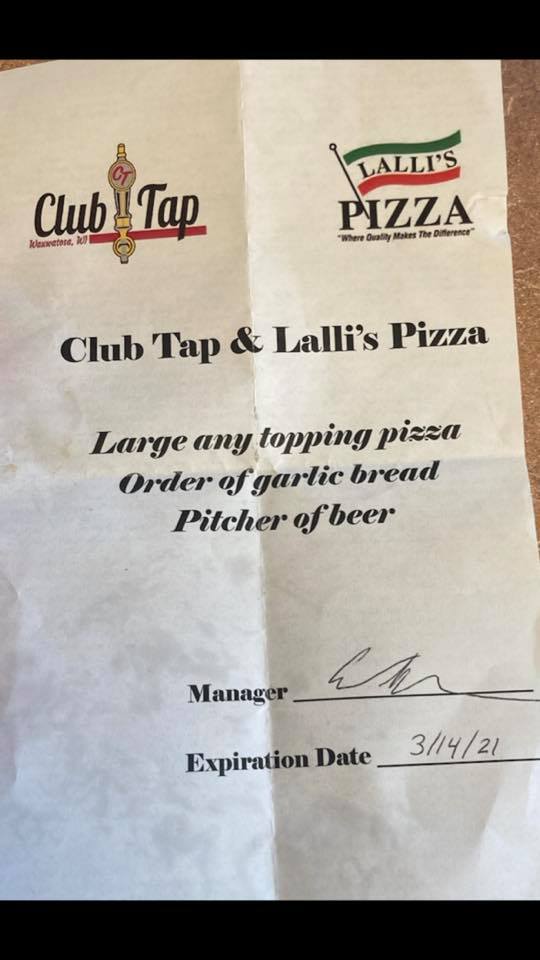 CT
Club Tap
Wauwatosa, WI
LALLI'S
PIZZA
"Where Quality Makes The Difference"
Club Tap & Lalli's Pizza
Large any topping pizza
Order of garlic bread
Pitcher of beer
Manager
Expiration Date 3/14/21